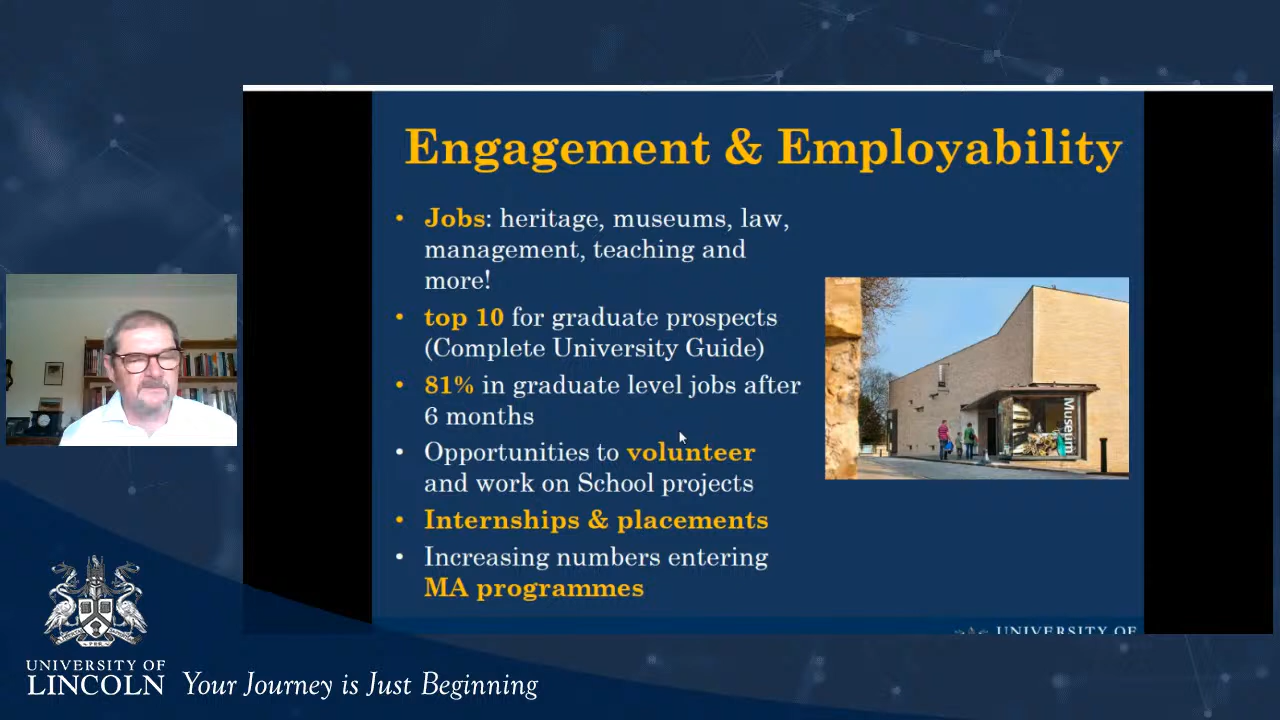 Engagement & Employability
• Jobs: heritage, museums, law,
management, teaching and
more!
• top 10 for graduate prospects
(Complete University Guide)
• 81% in graduate level jobs after
6 months
• Opportunities to volunteer
and work on School projects
• Internships & placements
• Increasing numbers entering
MA programmes
Museum
UNIVERSITY OF
UNIVERSITY OF
LINCOLN
Your Journey is Just Beginning